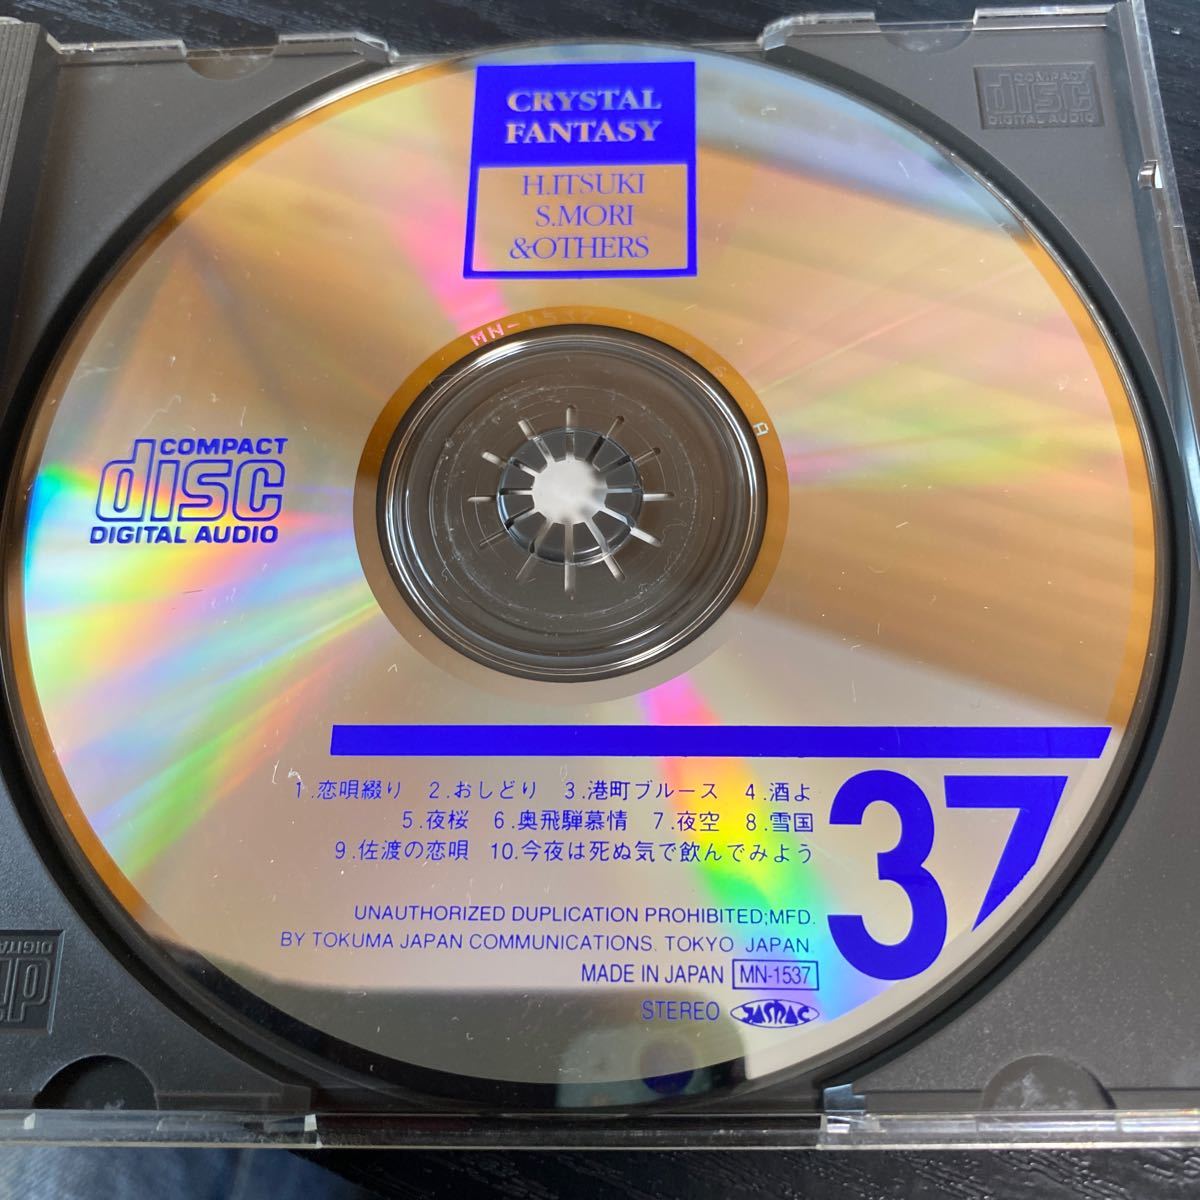 CRYSTAL
FANTASY
H.ITSUKI
S.MORI
&OTHERS
COMPACT
disc
DIGITAL AUDIO
MN-1537
A
COMPACT
disc
DIGITAL AUDIO
1.恋唄綴り 2.おしどり 3.港町ブルース 4.酒よ
5.夜桜 6.奥飛騨慕情 7.夜空 8.雪国
9.佐渡の恋唄 10.今夜は死ぬ気で飲んでみよう
37
UNAUTHORIZED DUPLICATION PROHIBITED;MFD.
BY TOKUMA JAPAN COMMUNICATIONS, TOKYO JAPAN.
MADE IN JAPAN MN-1537
STEREO JASRAC